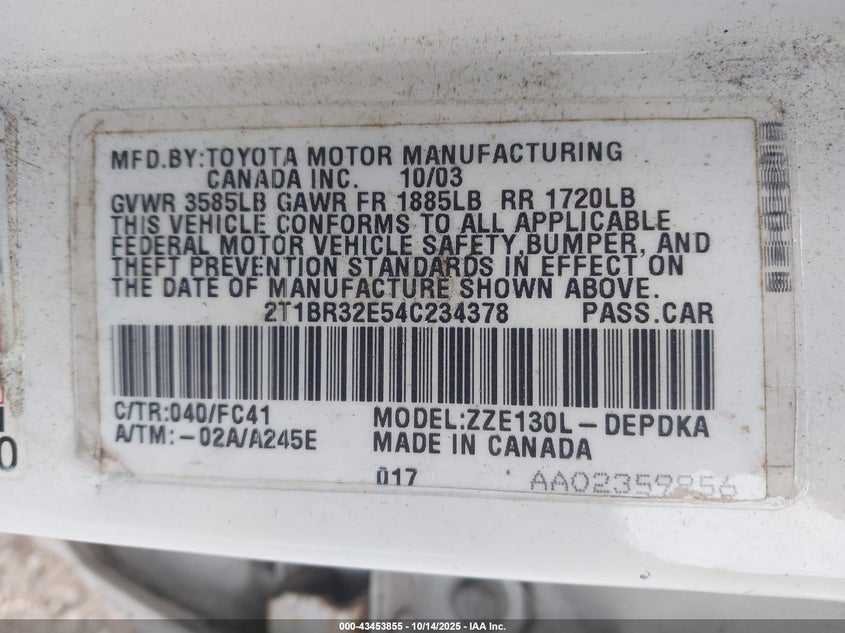 MFD.BY:TOYOTA MOTOR MANUFACTURING
CANADA INC. 10/03
GVWR 3585LB GAWR FR 1885LB RR 1720LB
THIS VEHICLE CONFORMS TO ALL APPLICABLE
FEDERAL MOTOR VEHICLE SAFETY,BUMPER, AND
THEFT PREVENTION STANDARDS IN EFFECT ON
THE DATE OF MANUFACTURE SHOWN ABOVE.
2T1BR32E54C234378 PASS.CAR
C/TR:040/FC41 MODEL:ZZE130L-DEPDKA
A/TM:-02A/A245E MADE IN CANADA
017 AA02359856
000-43453855 | 10/14/2025 | IAA Inc.